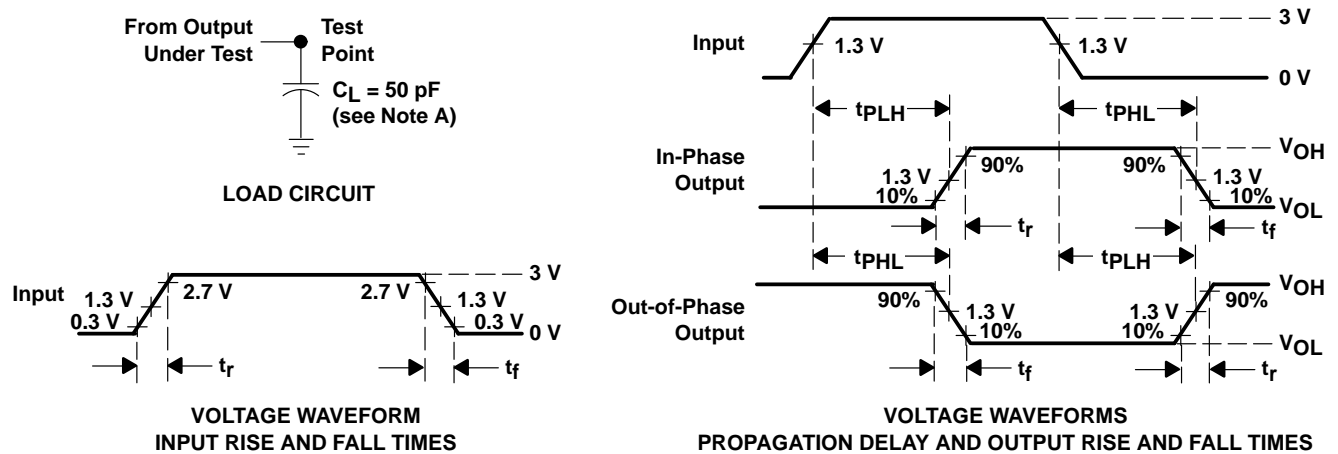 From Output
Under Test
Test
Point
CL = 50 pF
(see Note A)
LOAD CIRCUIT
Input
1.3 V
0.3 V
2.7 V
2.7 V
1.3 V
0.3 V
3 V
0 V
tr
tf
VOLTAGE WAVEFORM
INPUT RISE AND FALL TIMES
Input
1.3 V
1.3 V
3 V
0 V
tPLH
tPHL
In-Phase
Output
1.3 V
10%
90%
90%
1.3 V
10%
VOH
VOL
tr
tf
tPHL
tPLH
Out-of-Phase
Output
90%
1.3 V
10%
1.3 V
10%
90%
VOH
VOL
tf
tr
VOLTAGE WAVEFORMS
PROPAGATION DELAY AND OUTPUT RISE AND FALL TIMES